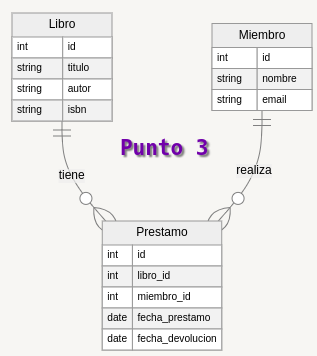 Libro
int id
string titulo
string autor
string isbn
Miembro
int id
string nombre
string email
Punto 3
tiene
realiza
Prestamo
int id
int libro_id
int miembro_id
date fecha_prestamo
date fecha_devolucion